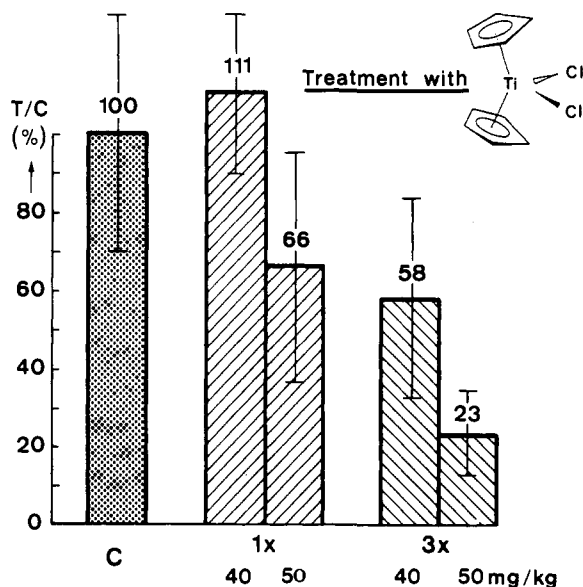 111
Treatment with
Ti
Cl
Cl
T/C
(%)
100
80
66
60
58
40
23
20
0
C
1x
3x
40 50
40 50 mg/kg